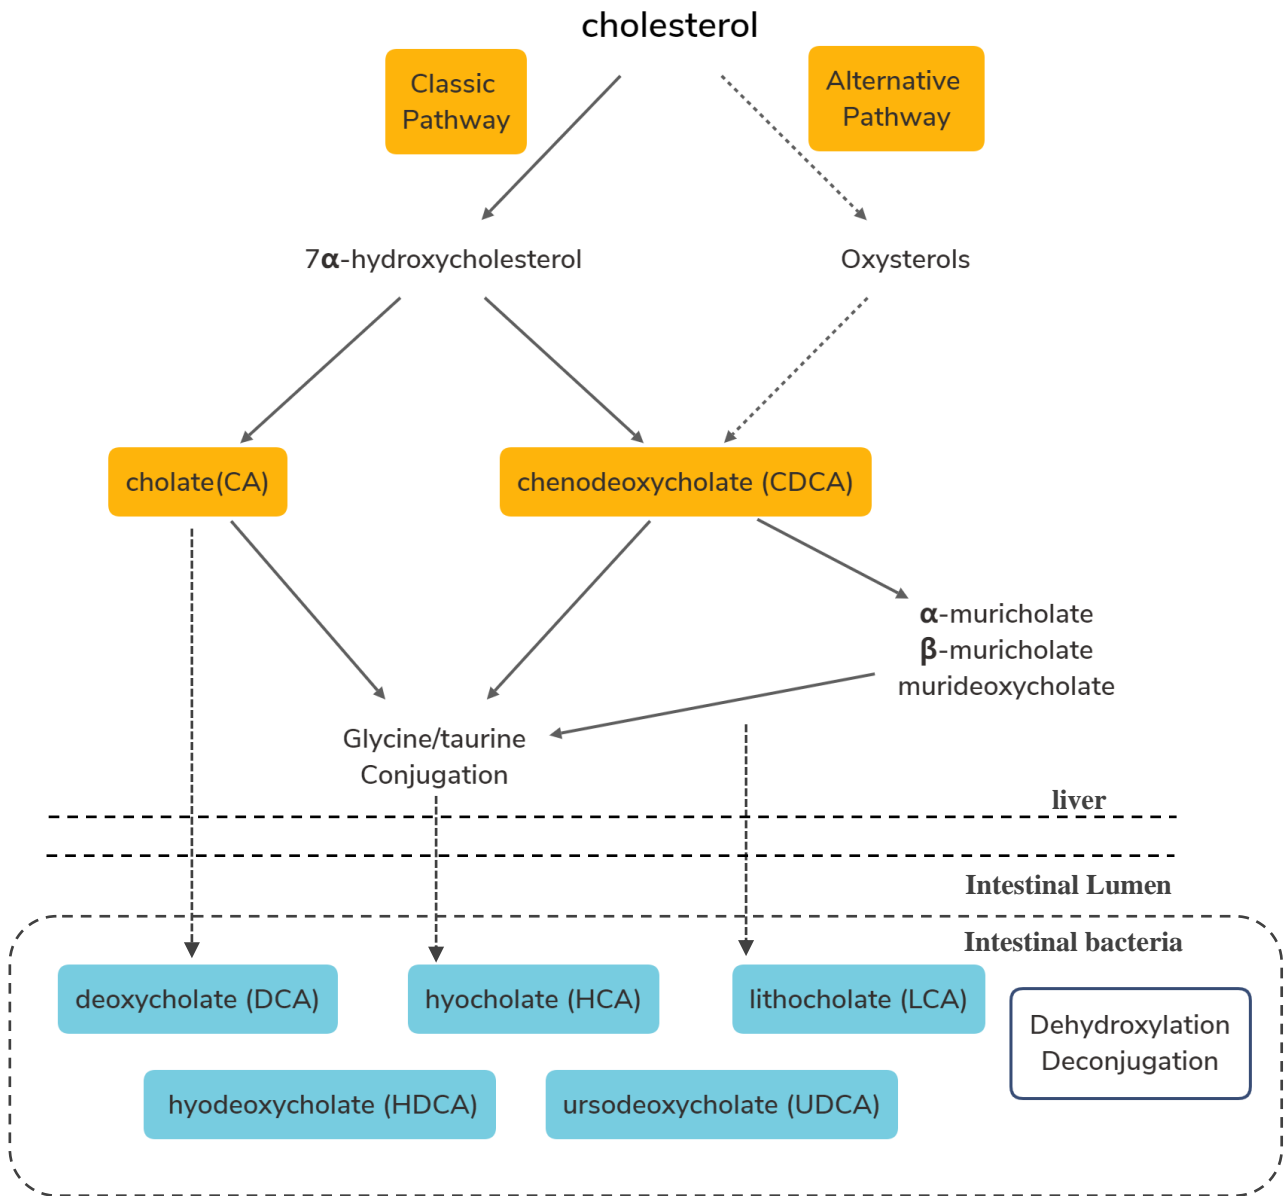 cholesterol
Classic
Pathway
Alternative
Pathway
7α-hydroxycholesterol
Oxysterols
cholate(CA)
chenodeoxycholate (CDCA)
α-muricholate
β-muricholate
murideoxycholate
Glycine/taurine
Conjugation
liver
Intestinal Lumen
Intestinal bacteria
deoxycholate (DCA)
hyocholate (HCA)
lithocholate (LCA)
Dehydroxylation
Deconjugation
hyodeoxycholate (HDCA)
ursodeoxycholate (UDCA)